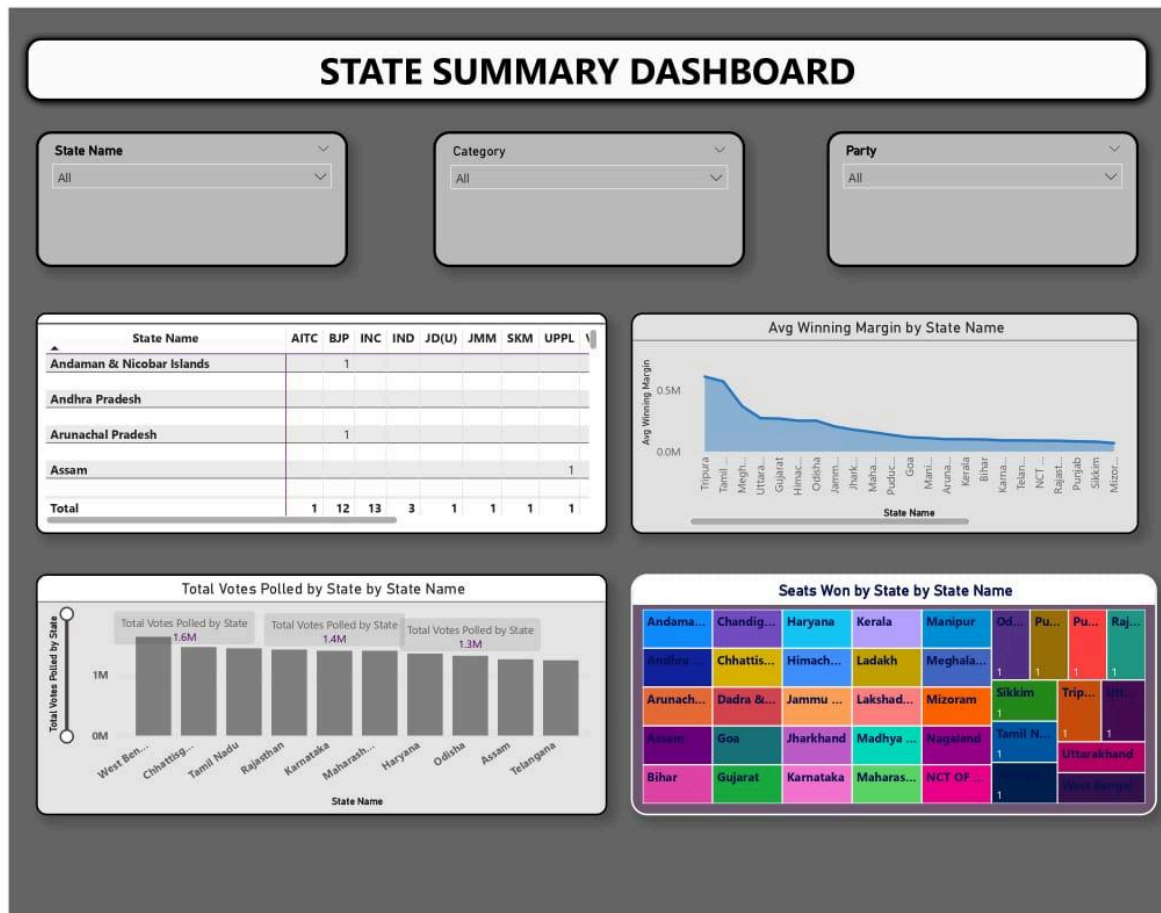 STATE SUMMARY DASHBOARD
State Name
All
Category
All
Party
All
State Name AITC BJP INC IND JD(U) JMM SKM UPPL
Andaman & Nicobar Islands 1
Andhra Pradesh
Arunachal Pradesh 1
Assam 1
Total 1 12 13 3 1 1 1 1
Avg Winning Margin by State Name
Avg Winning Margin
0.5M
0.0M
Tripura
Tamil ...
Megh...
Uttara...
Gujarat
Himac...
Odisha
Jamm...
Jhark...
Maha...
Puduc...
Goa
Mani...
Aruna...
Kerala
Bihar
Karna...
Telan...
NCT ...
Rajast...
Punjab
Sikkim
Mizor...
State Name
Total Votes Polled by State by State Name
Total Votes Polled by State
Total Votes Polled by State
1.6M
Total Votes Polled by State
1.4M
Total Votes Polled by State
1.3M
1M
0M
West Ben...
Chhattisg...
Tamil Nadu
Rajasthan
Karnataka
Maharash...
Haryana
Odisha
Assam
Telangana
State Name
Seats Won by State by State Name
Andama... Chandig... Haryana Kerala Manipur Od... Pu... Pu... Raj...
1 1 1 1
Andhra ... Chhattis... Himach... Ladakh Meghala...
Arunach... Dadra &... Jammu ... Lakshad... Mizoram Sikkim Trip... Utt...
1 1 1
Assam Goa Jharkhand Madhya ... Nagaland Tamil N... Uttarakhand
1
Bihar Gujarat Karnataka Maharas... NCT OF ... West Bengal
1